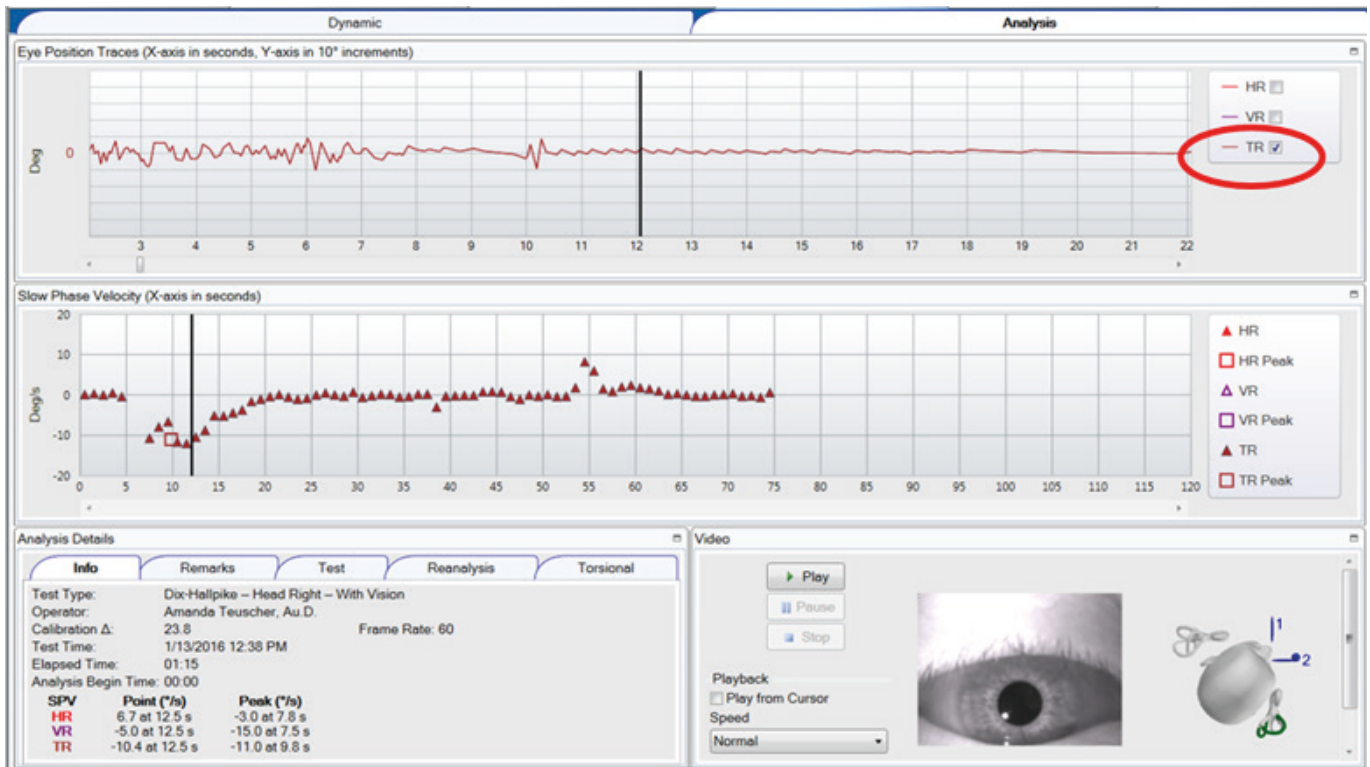 Dynamic Analysis
Eye Position Traces (X-axis in seconds, Y-axis in 10° increments)
HR
VR
TR
Deg
0
3 4 5 6 7 8 9 10 11 12 13 14 15 16 17 18 19 20 21 22
Slow Phase Velocity (X-axis in seconds)
20
10
0
-10
-20
Deg/s
0 5 10 15 20 25 30 35 40 45 50 55 60 65 70 75 80 85 90 95 100 105 110 115 120
HR
HR Peak
VR
VR Peak
TR
TR Peak
Analysis Details
Info Remarks Test Reanalysis Torsional
Test Type: Dix-Hallpike – Head Right – With Vision
Operator: Amanda Teuscher, Au.D.
Calibration Δ: 23.8 Frame Rate: 60
Test Time: 1/13/2016 12:38 PM
Elapsed Time: 01:15
Analysis Begin Time: 00:00
SPV Point (°/s) Peak (°/s)
HR 6.7 at 12.5 s -3.0 at 7.8 s
VR -5.0 at 12.5 s -15.0 at 7.5 s
TR -10.4 at 12.5 s -11.0 at 9.8 s
Video
Play
Pause
Stop
Playback
Play from Cursor
Speed
Normal
1
2